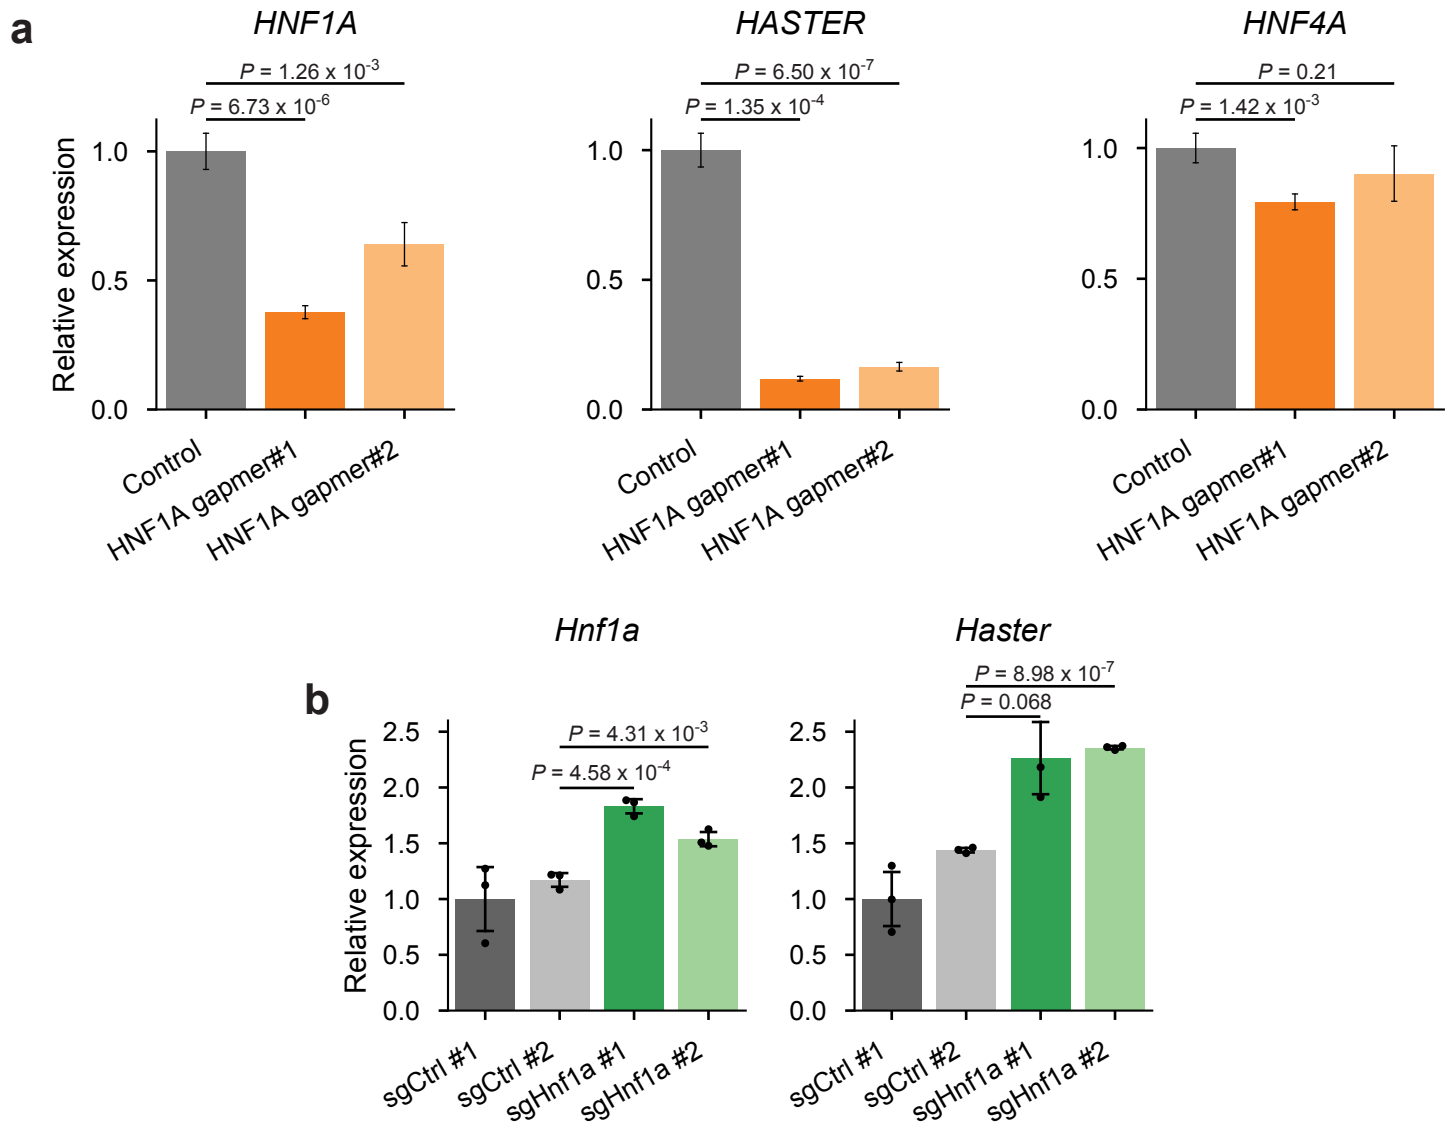 a
HNF1A
HASTER
HNF4A
P = 1.26 x 10-3
P = 6.50 x 10-7
P = 0.21
P = 6.73 x 10-6
P = 1.35 x 10-4
P = 1.42 x 10-3
Relative expression
1.0
0.5
0.0
1.0
0.5
0.0
1.0
0.5
0.0
Control
HNF1A gapmer#1
HNF1A gapmer#2
Control
HNF1A gapmer#1
HNF1A gapmer#2
Control
HNF1A gapmer#1
HNF1A gapmer#2
b
Hnf1a
Haster
P = 4.31 x 10-3
P = 4.58 x 10-4
P = 8.98 x 10-7
P = 0.068
Relative expression
2.5
2.0
1.5
1.0
0.5
0.0
2.5
2.0
1.5
1.0
0.5
0.0
sgCtrl #1
sgCtrl #2
sgHnf1a #1
sgHnf1a #2
sgCtrl #1
sgCtrl #2
sgHnf1a #1
sgHnf1a #2